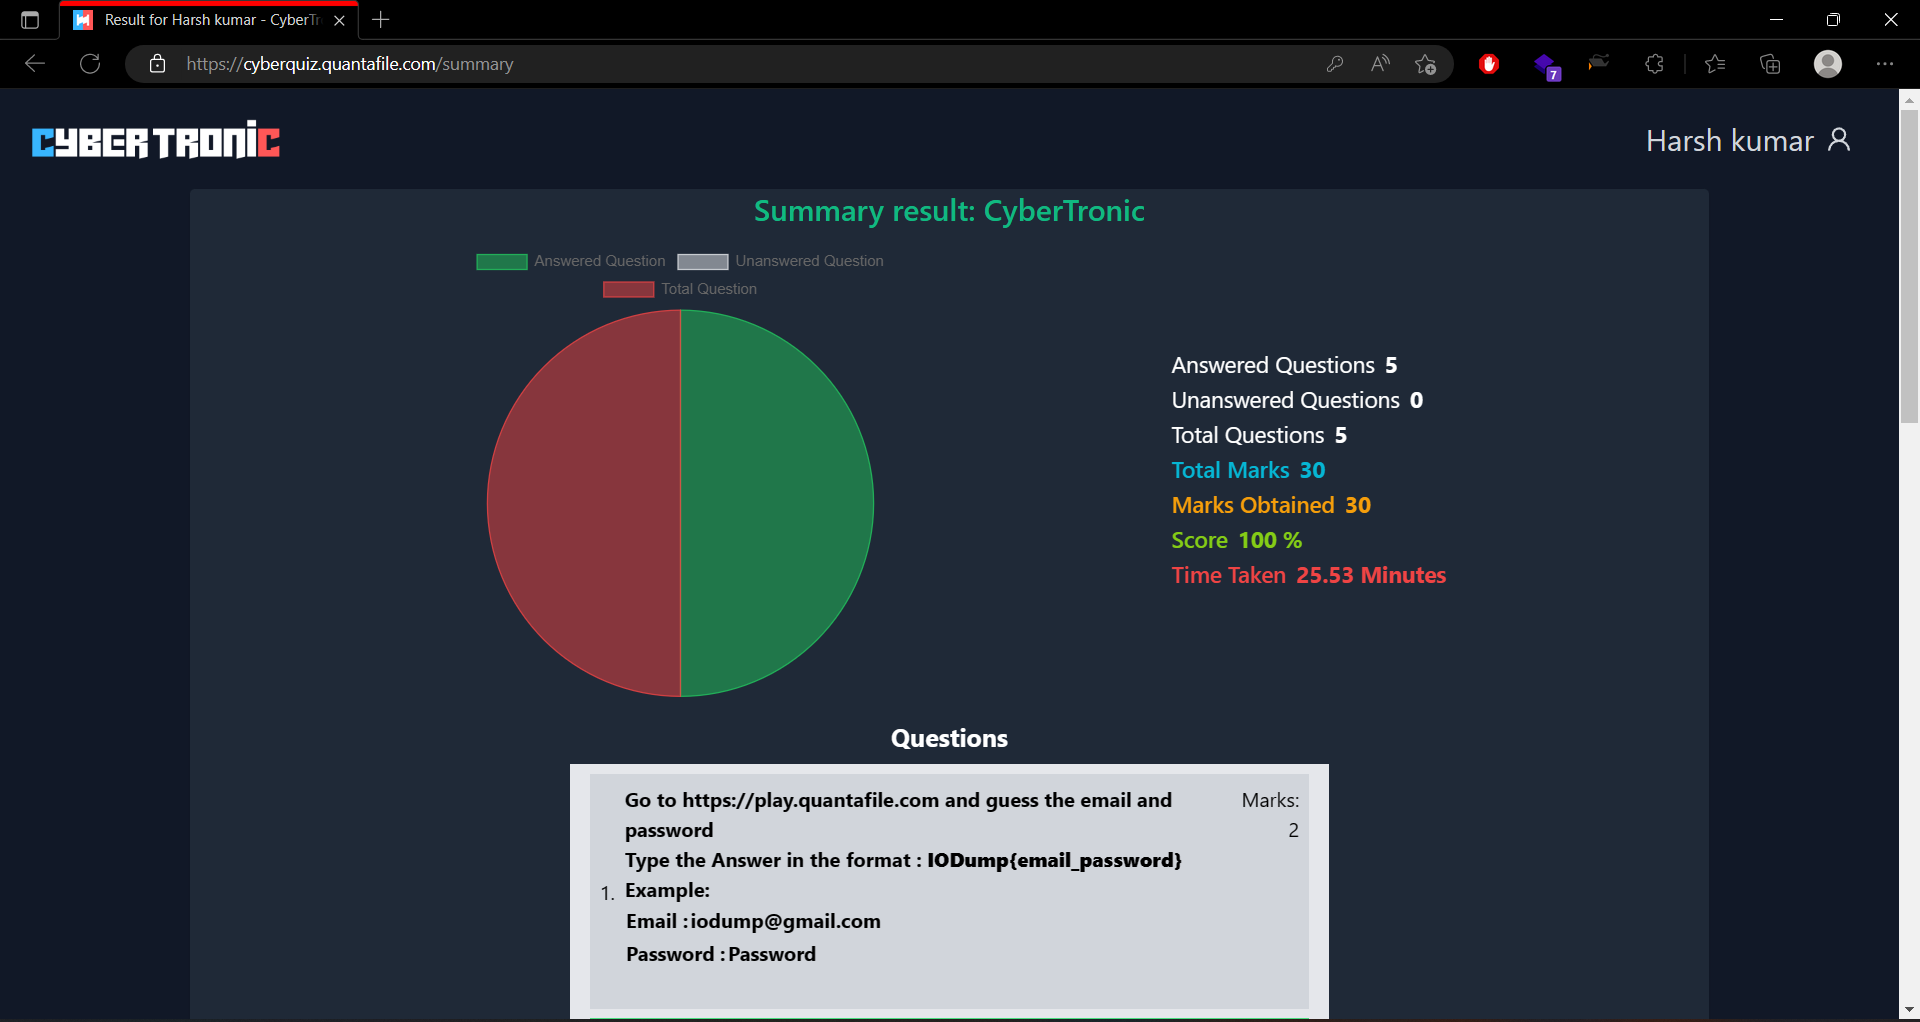 Result for Harsh kumar - CyberTr
https://cyberquiz.quantafile.com/summary
7
CYBERTRONiC
Harsh kumar
Summary result: CyberTronic
Answered Question
Unanswered Question
Total Question
Answered Questions 5
Unanswered Questions 0
Total Questions 5
Total Marks 30
Marks Obtained 30
Score 100 %
Time Taken 25.53 Minutes
Questions
Go to https://play.quantafile.com and guess the email and
Marks:
password
2
Type the Answer in the format : IODump{email_password}
1. Example:
Email :iodump@gmail.com
Password :Password